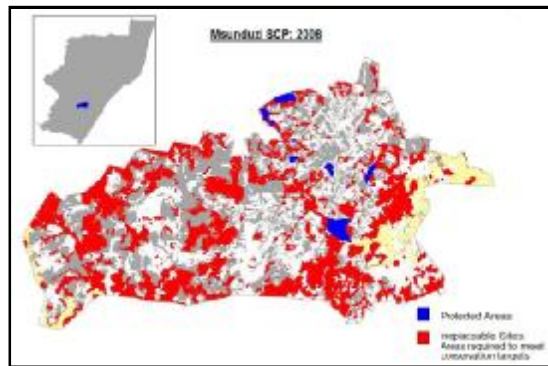 Msunduzi SCP: 2008
Protected Areas
Irreplaceable Sites
Areas required to meet
conservation targets